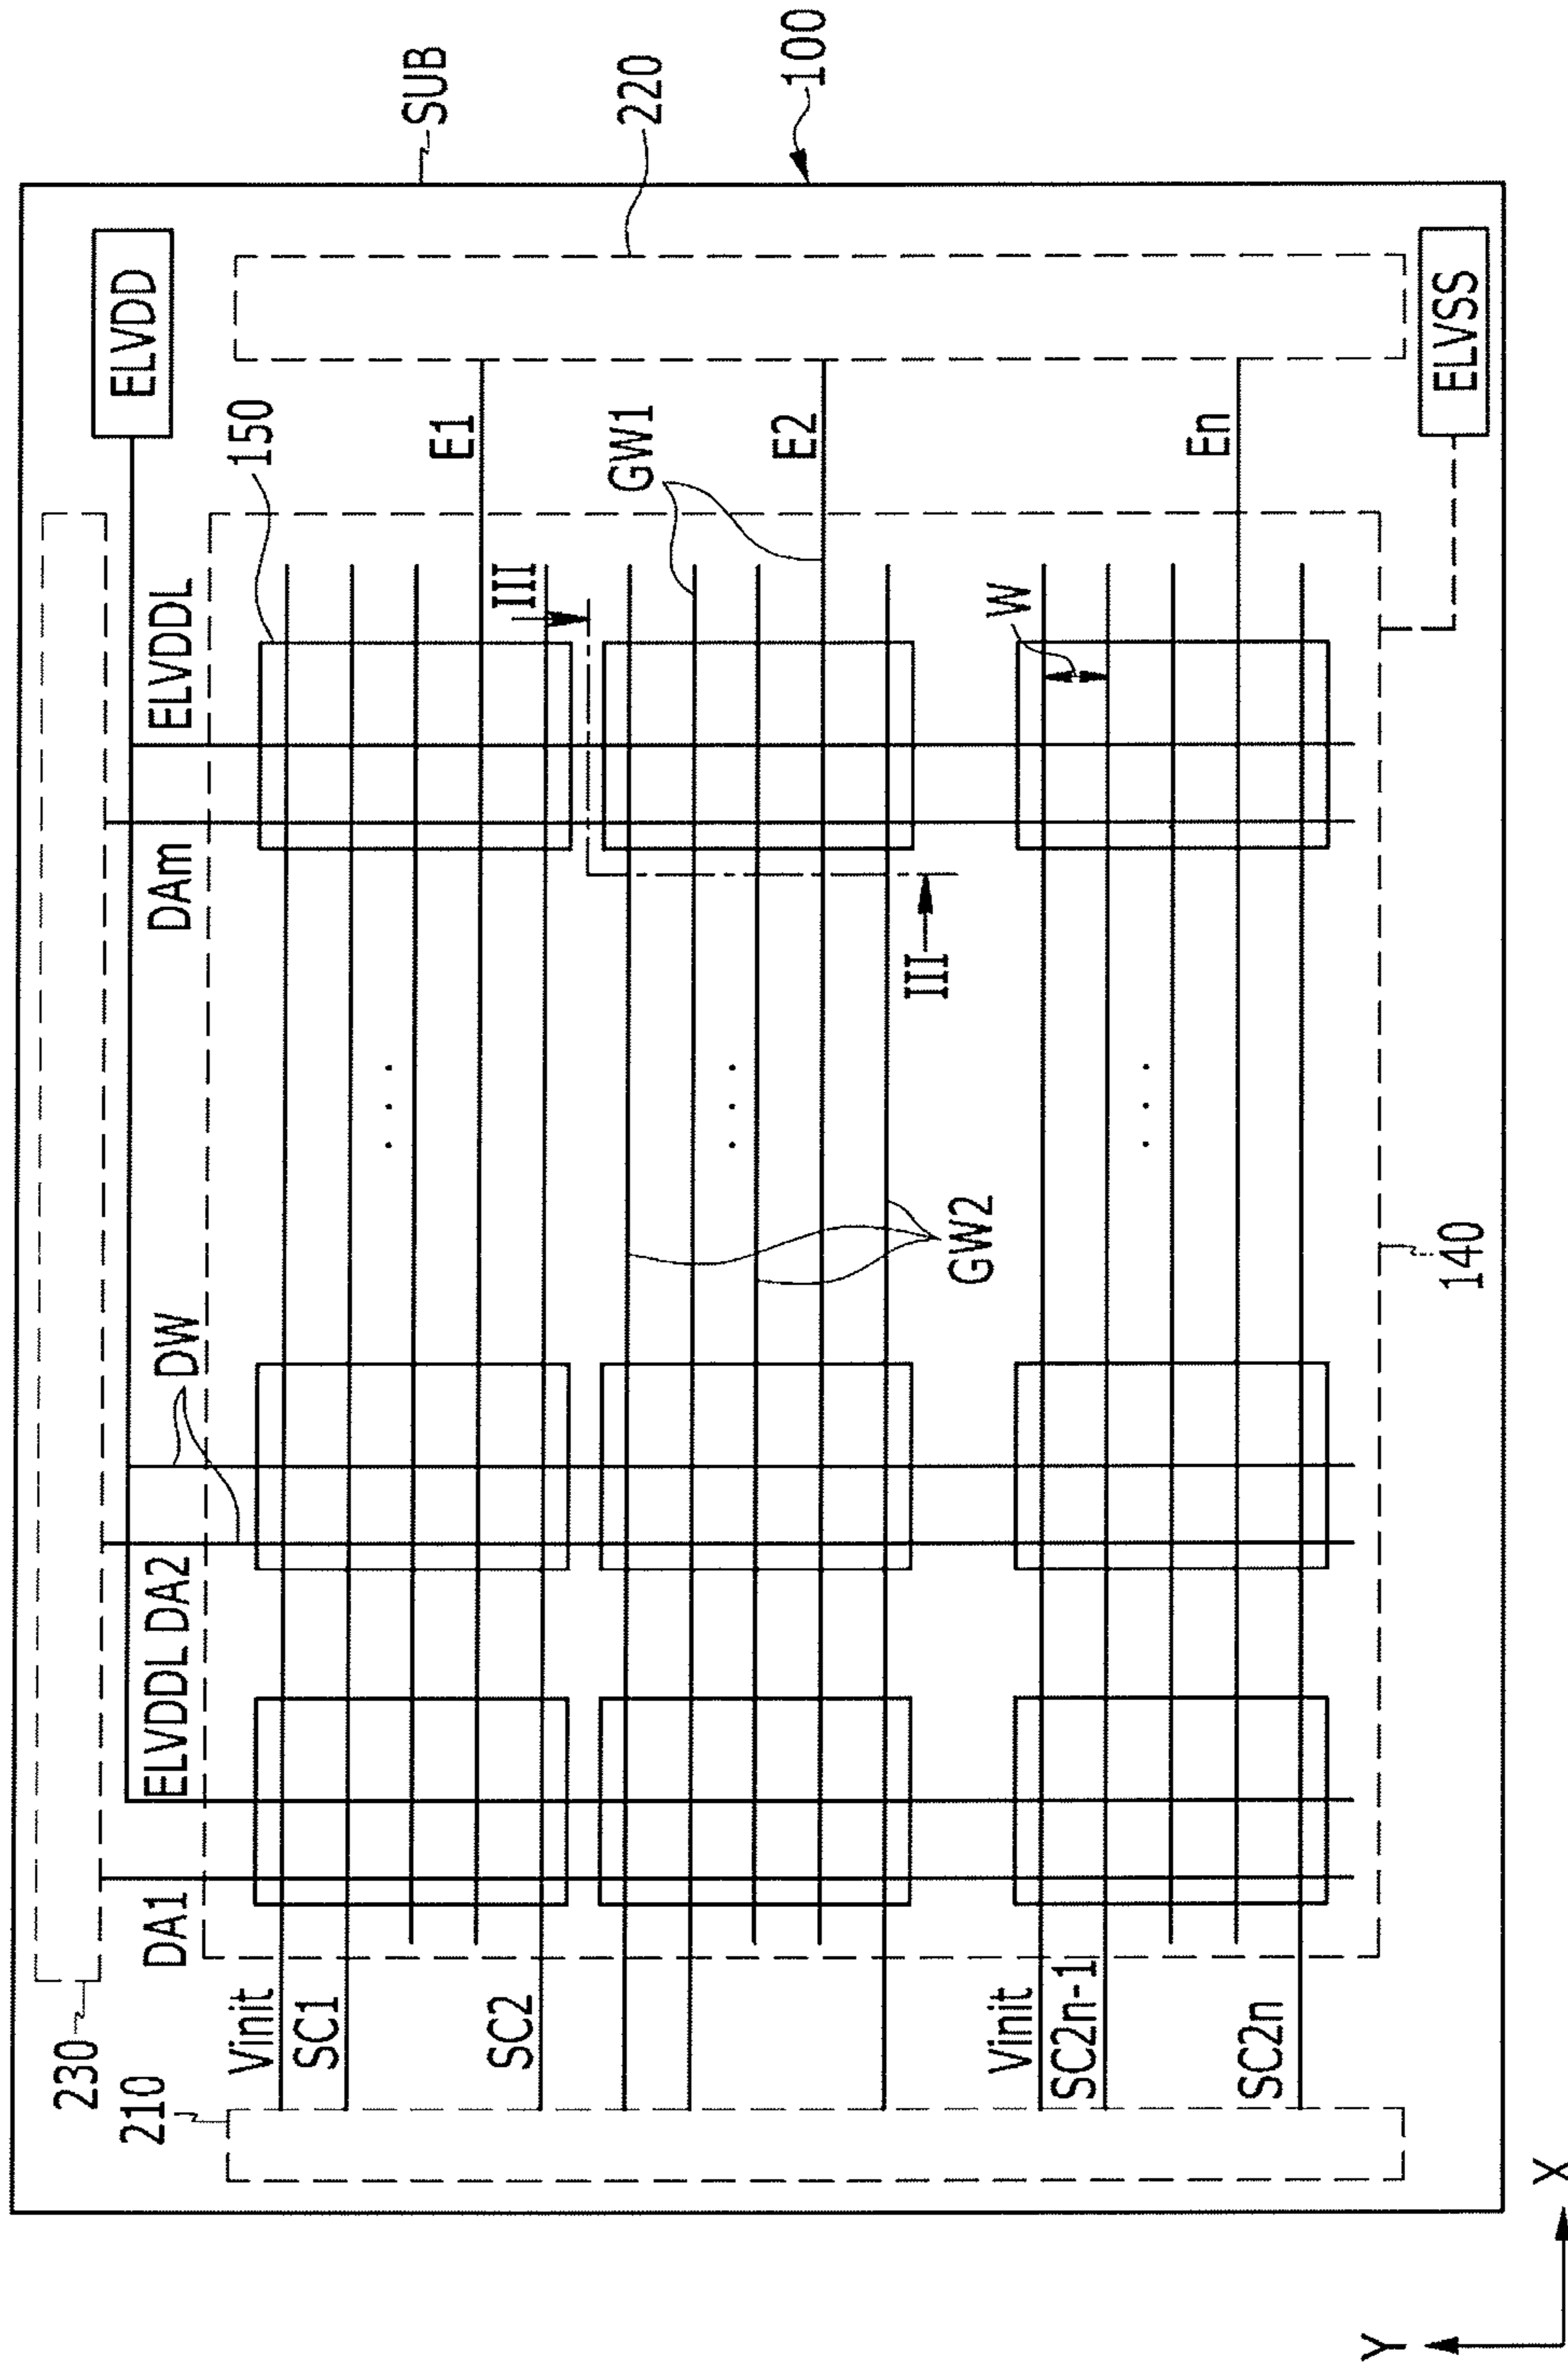 SUB
220
100
ELVDD
ELVSS
150
E1
GW1
E2
En
ELVDDL
III
W
DAm
III
GW2
140
DW
ELVDDL DA2
DA1
230
210
Vinit
SC1
SC2
Vinit
SC2n-1
SC2n
Y
X